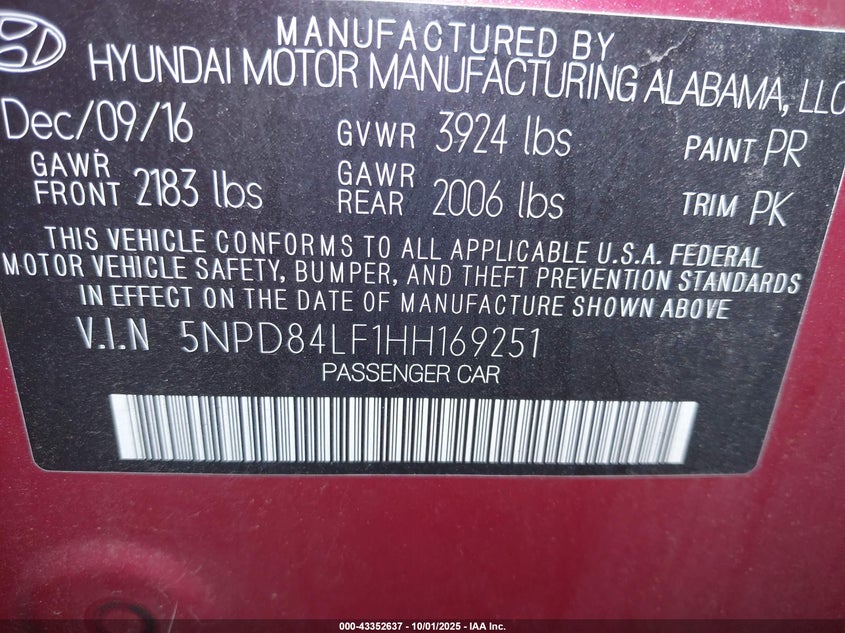 MANUFACTURED BY
HYUNDAI MOTOR MANUFACTURING ALABAMA, LLC
Dec/09/16 GVWR 3924 lbs PAINT PR
GAWR FRONT 2183 lbs GAWR REAR 2006 lbs TRIM PK
THIS VEHICLE CONFORMS TO ALL APPLICABLE U.S.A. FEDERAL
MOTOR VEHICLE SAFETY, BUMPER, AND THEFT PREVENTION STANDARDS
IN EFFECT ON THE DATE OF MANUFACTURE SHOWN ABOVE
V.I.N 5NPD84LF1HH169251
PASSENGER CAR
000-43352637 - 10/01/2025 - IAA Inc.